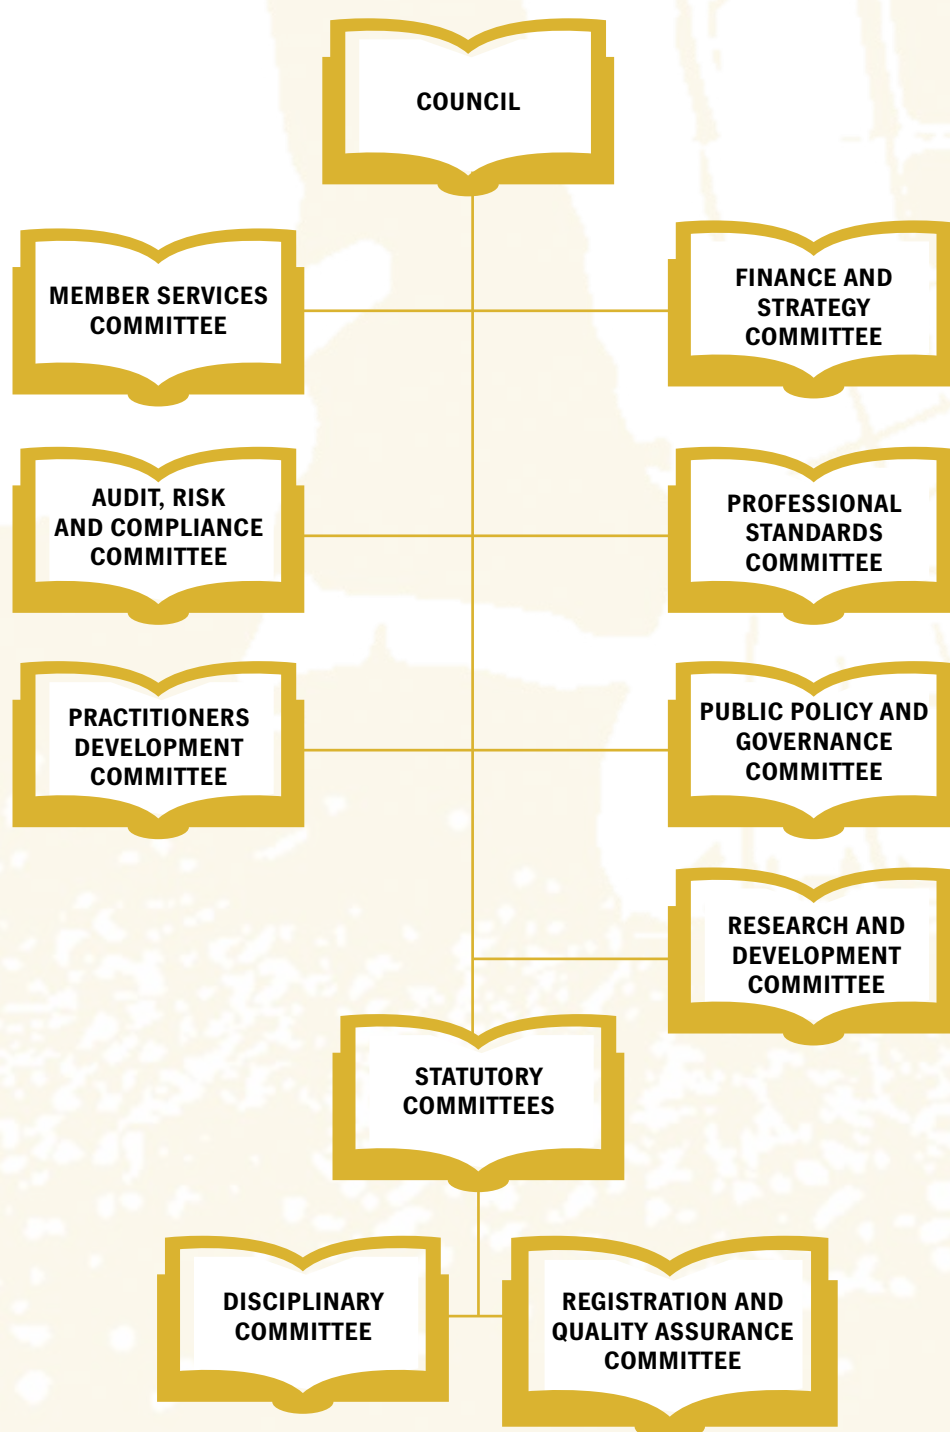 COUNCIL
MEMBER SERVICES
COMMITTEE
FINANCE AND
STRATEGY
COMMITTEE
AUDIT, RISK
AND COMPLIANCE
COMMITTEE
PROFESSIONAL
STANDARDS
COMMITTEE
PRACTITIONERS
DEVELOPMENT
COMMITTEE
PUBLIC POLICY AND
GOVERNANCE
COMMITTEE
RESEARCH AND
DEVELOPMENT
COMMITTEE
STATUTORY
COMMITTEES
DISCIPLINARY
COMMITTEE
REGISTRATION AND
QUALITY ASSURANCE
COMMITTEE